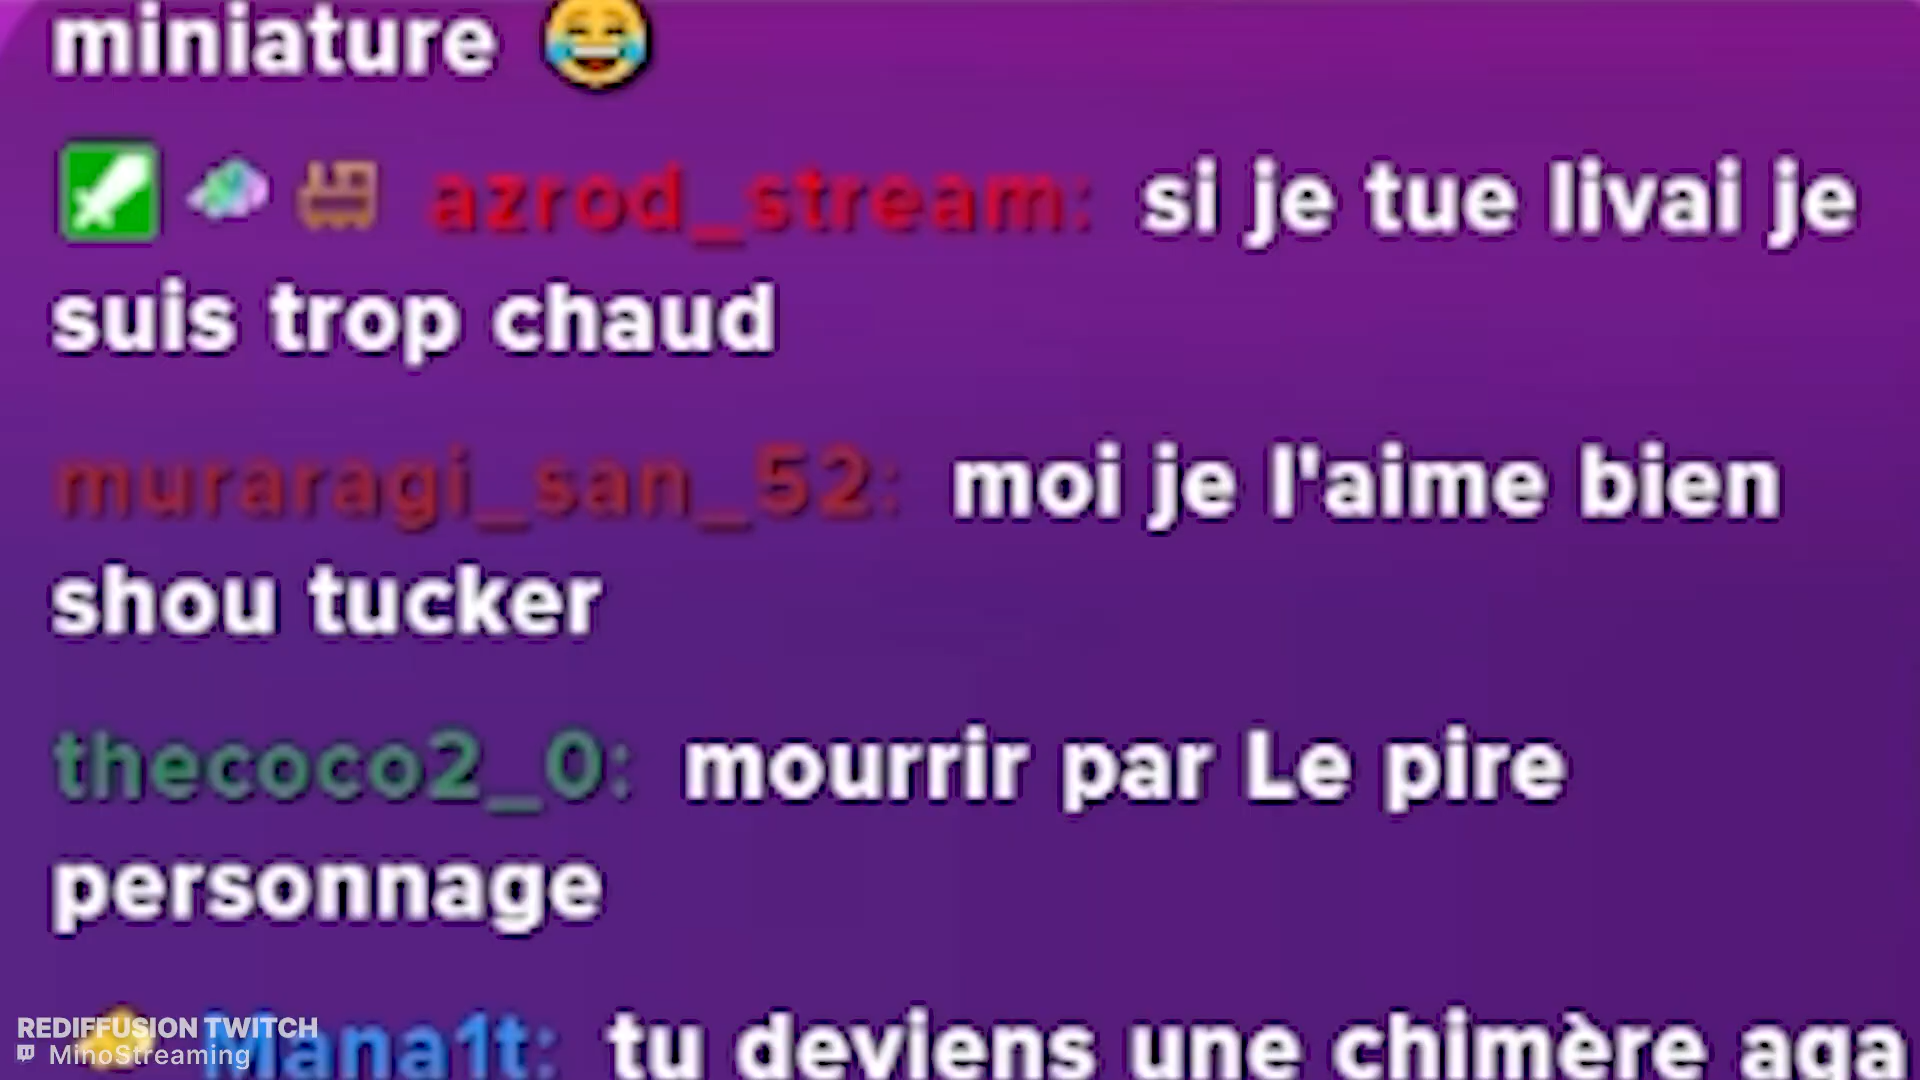 miniature 😂
azrod_stream: si je tue livai je
suis trop chaud
muraragi_san_52: moi je l'aime bien
shou tucker
thecoco2_0: mourrir par Le pire
personnage
Mana1t: tu deviens une chimère aga
REDIFFUSION TWITCH
MinoStreaming